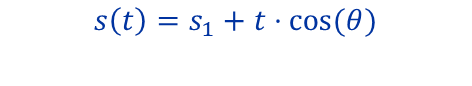 s(t) = s₁ + t · cos(θ)